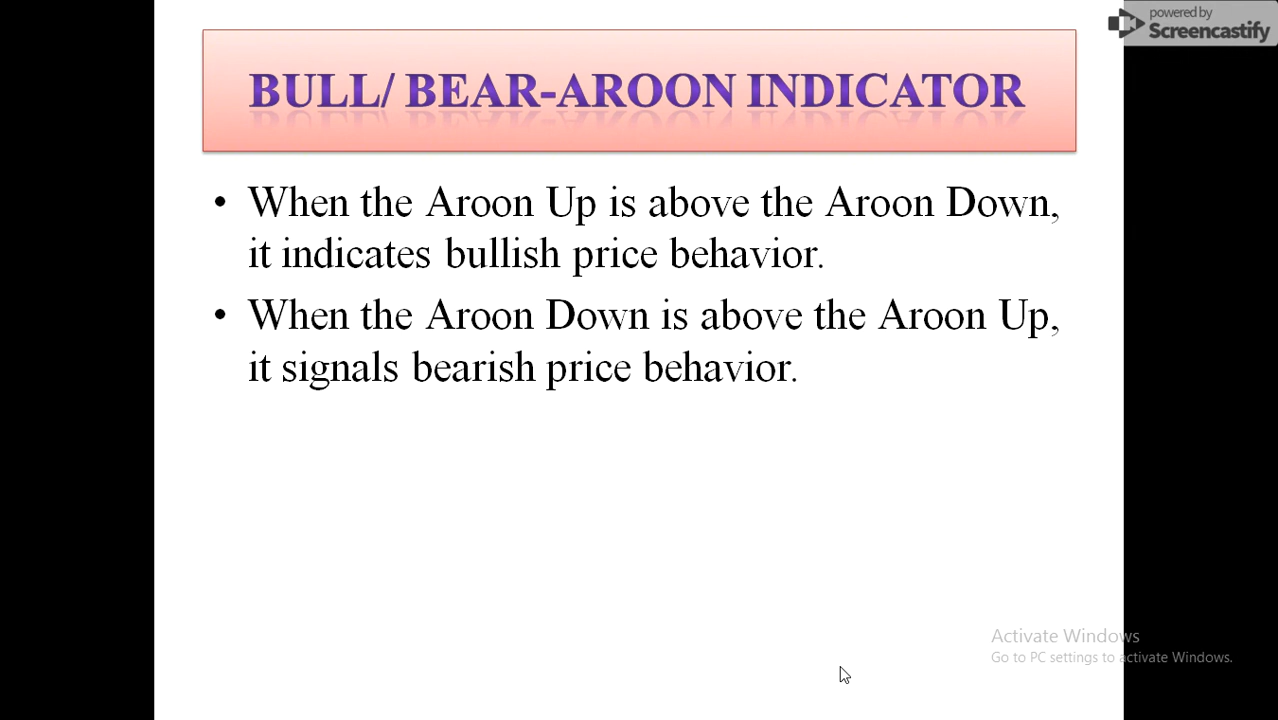 powered by
Screencastify
BULL/ BEAR-AROON INDICATOR
• When the Aroon Up is above the Aroon Down,
it indicates bullish price behavior.
• When the Aroon Down is above the Aroon Up,
it signals bearish price behavior.
Activate Windows
Go to PC settings to activate Windows.